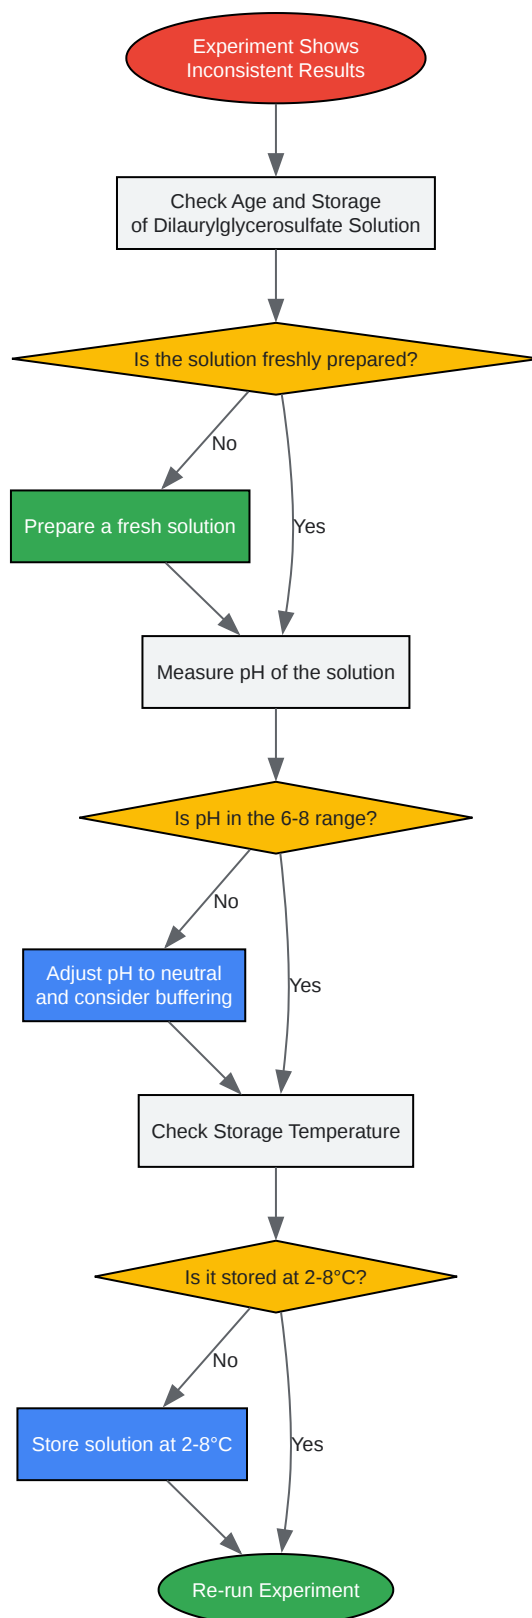 Experiment Shows
Inconsistent Results
Check Age and Storage
of Dilaurylglycerosulfate Solution
Is the solution freshly prepared?
No
Prepare a fresh solution
Yes
Measure pH of the solution
Is pH in the 6-8 range?
No
Adjust pH to neutral
and consider buffering
Yes
Check Storage Temperature
Is it stored at 2-8°C?
No
Store solution at 2-8°C
Yes
Re-run Experiment